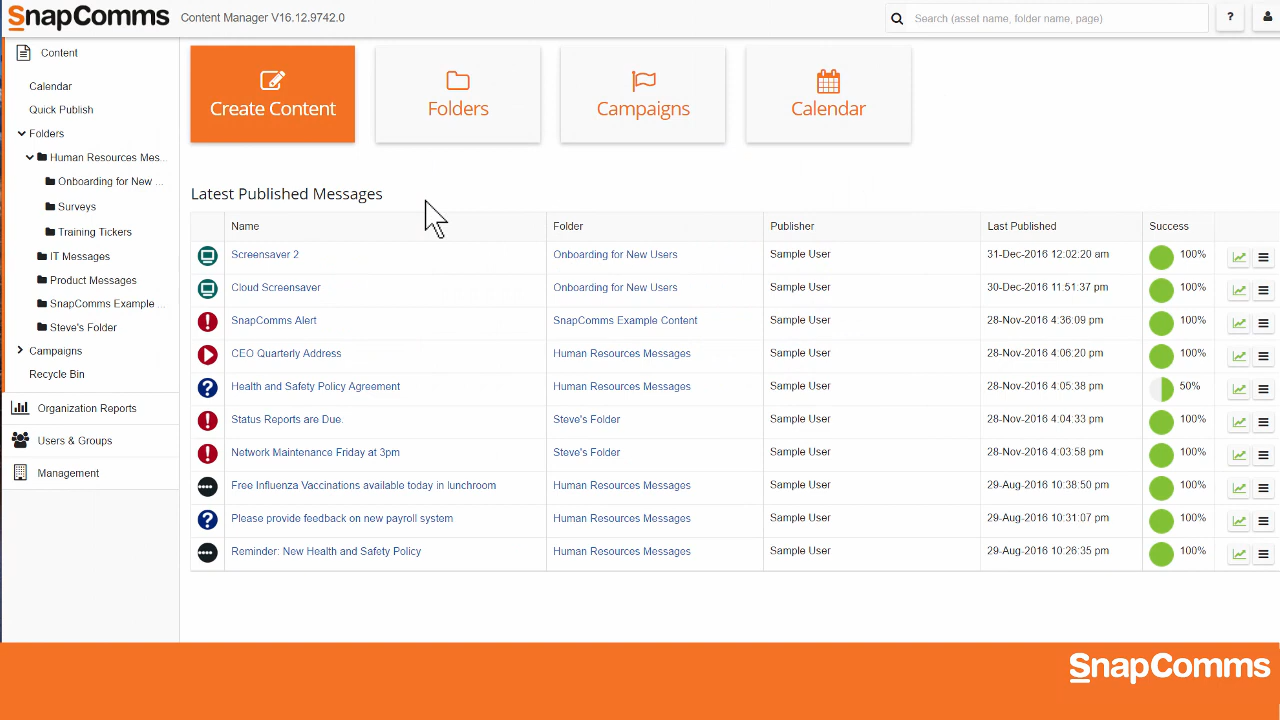 SnapComms Content Manager V16.12.9742.0 Search (asset name, folder name, page) ?
Content
Calendar
Quick Publish
Folders
Human Resources Mes...
Onboarding for New ...
Surveys
Training Tickers
IT Messages
Product Messages
SnapComms Example ...
Steve's Folder
Campaigns
Recycle Bin
Organization Reports
Users & Groups
Management
Create Content Folders Campaigns Calendar
Latest Published Messages
Name Folder Publisher Last Published Success
Screensaver 2 Onboarding for New Users Sample User 31-Dec-2016 12:02:20 am 100%
Cloud Screensaver Onboarding for New Users Sample User 30-Dec-2016 11:51:37 pm 100%
! SnapComms Alert SnapComms Example Content Sample User 28-Nov-2016 4:36:09 pm 100%
CEO Quarterly Address Human Resources Messages Sample User 28-Nov-2016 4:06:20 pm 100%
? Health and Safety Policy Agreement Human Resources Messages Sample User 28-Nov-2016 4:05:38 pm 50%
! Status Reports are Due. Steve's Folder Sample User 28-Nov-2016 4:04:33 pm 100%
! Network Maintenance Friday at 3pm Steve's Folder Sample User 28-Nov-2016 4:03:58 pm 100%
Free Influenza Vaccinations available today in lunchroom Human Resources Messages Sample User 29-Aug-2016 10:38:50 pm 100%
? Please provide feedback on new payroll system Human Resources Messages Sample User 29-Aug-2016 10:31:07 pm 100%
Reminder: New Health and Safety Policy Human Resources Messages Sample User 29-Aug-2016 10:26:35 pm 100%
SnapComms